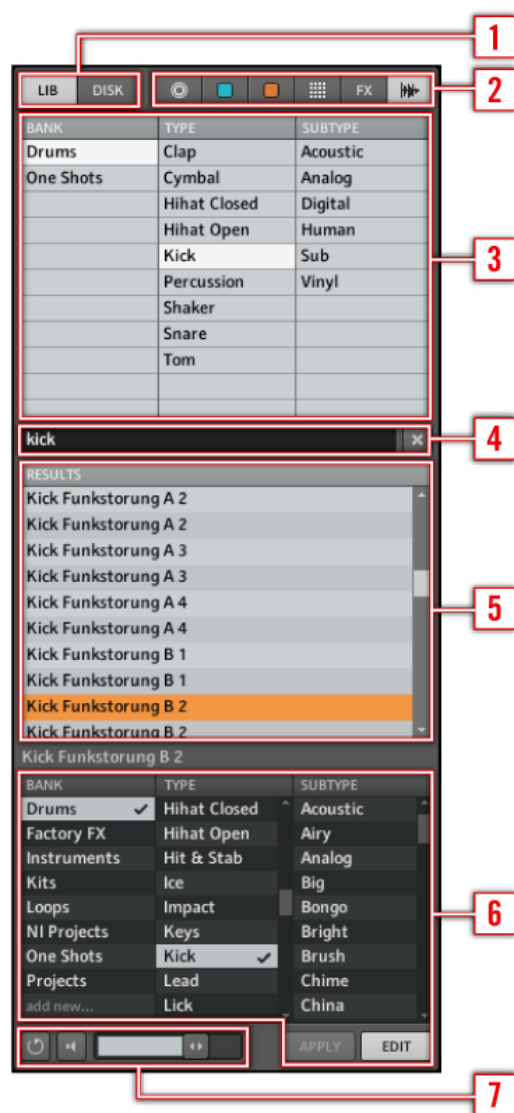 1
LIB DISK FX 2
BANK TYPE SUBTYPE
Drums Clap Acoustic
One Shots Cymbal Analog
Hihat Closed Digital
Hihat Open Human
Kick Sub 3
Percussion Vinyl
Shaker
Snare
Tom
kick 4
RESULTS
Kick Funkstorung A 2
Kick Funkstorung A 2
Kick Funkstorung A 3
Kick Funkstorung A 3
Kick Funkstorung A 4 5
Kick Funkstorung A 4
Kick Funkstorung B 1
Kick Funkstorung B 1
Kick Funkstorung B 2
Kick Funkstorung B 2
Kick Funkstorung B 2
BANK TYPE SUBTYPE
Drums Hihat Closed Acoustic
Factory FX Hihat Open Airy
Instruments Hit & Stab Analog
Kits Ice Big
Loops Impact Bongo 6
NI Projects Keys Bright
One Shots Kick Brush
Projects Lead Chime
add new... Lick China
APPLY EDIT
7